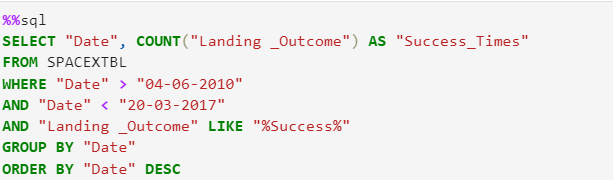 %%sql
SELECT "Date", COUNT("Landing _Outcome") AS "Success_Times"
FROM SPACEXTBL
WHERE "Date" > "04-06-2010"
AND "Date" < "20-03-2017"
AND "Landing _Outcome" LIKE "%Success%"
GROUP BY "Date"
ORDER BY "Date" DESC